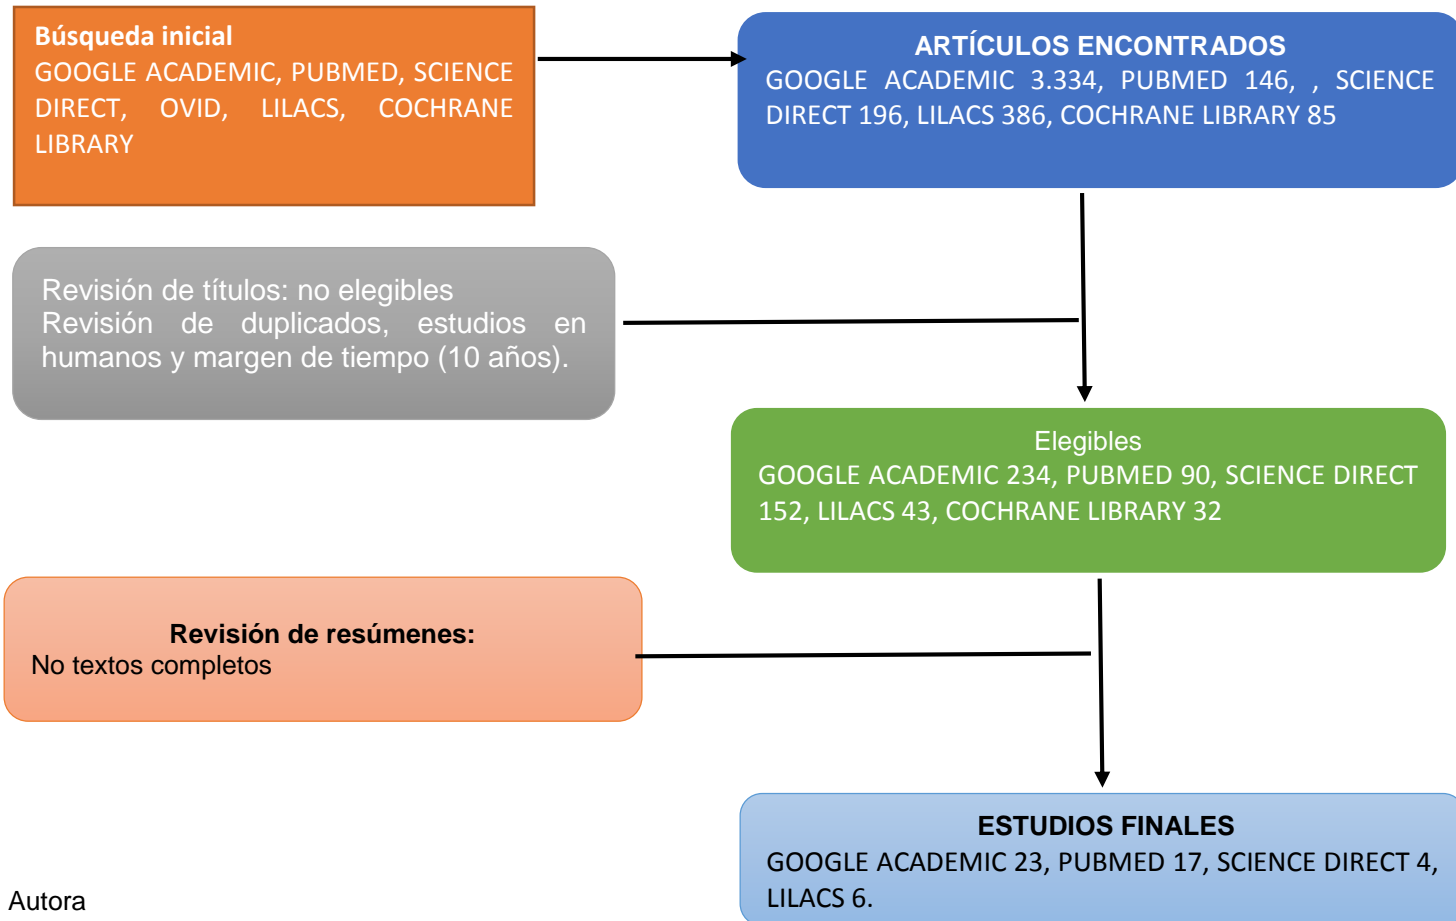 Búsqueda inicial
GOOGLE ACADEMIC, PUBMED, SCIENCE
DIRECT, OVID, LILACS, COCHRANE
LIBRARY
ARTÍCULOS ENCONTRADOS
GOOGLE ACADEMIC 3.334, PUBMED 146, , SCIENCE
DIRECT 196, LILACS 386, COCHRANE LIBRARY 85
Revisión de títulos: no elegibles
Revisión de duplicados, estudios en
humanos y margen de tiempo (10 años).
Elegibles
GOOGLE ACADEMIC 234, PUBMED 90, SCIENCE DIRECT
152, LILACS 43, COCHRANE LIBRARY 32
Revisión de resúmenes:
No textos completos
ESTUDIOS FINALES
GOOGLE ACADEMIC 23, PUBMED 17, SCIENCE DIRECT 4,
LILACS 6.
Autora